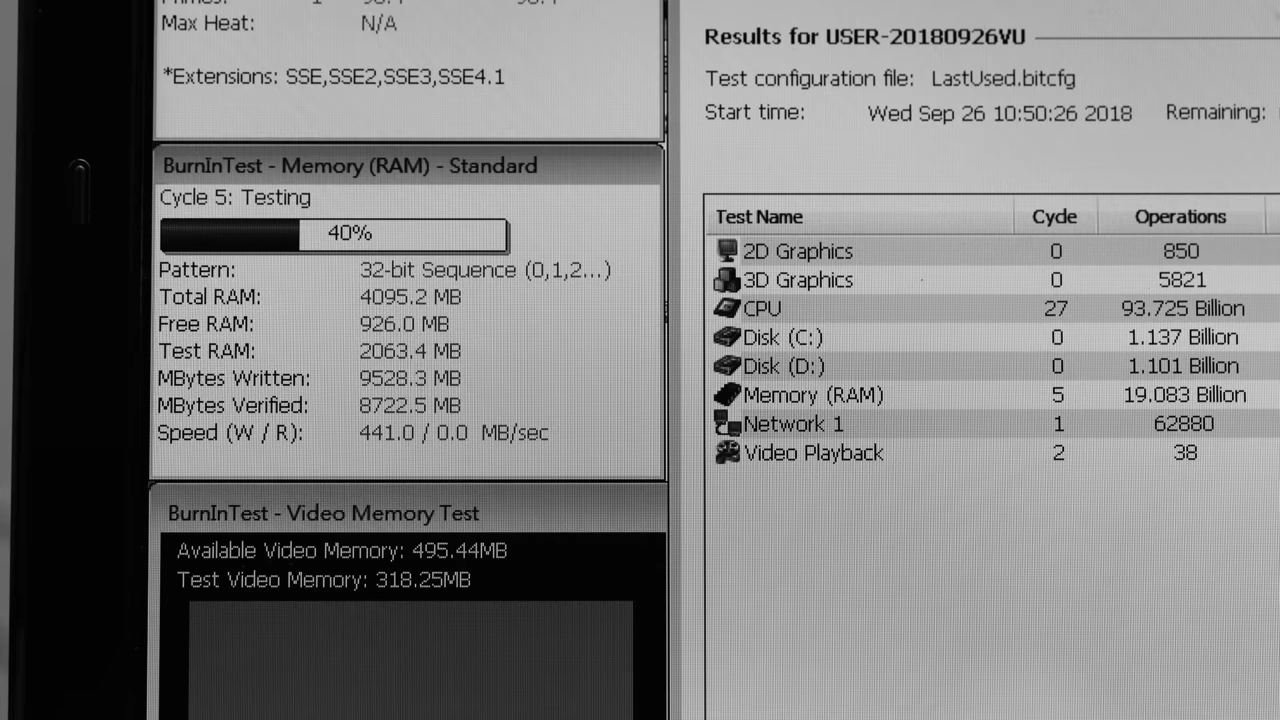 Max Heat: N/A
*Extensions: SSE,SSE2,SSE3,SSE4.1
BurnInTest - Memory (RAM) - Standard
Cycle 5: Testing
40%
Pattern: 32-bit Sequence (0,1,2...)
Total RAM: 4095.2 MB
Free RAM: 926.0 MB
Test RAM: 2063.4 MB
MBytes Written: 9528.3 MB
MBytes Verified: 8722.5 MB
Speed (W / R): 441.0 / 0.0 MB/sec
BurnInTest - Video Memory Test
Available Video Memory: 495.44MB
Test Video Memory: 318.25MB
Results for USER-20180926VU
Test configuration file: LastUsed.bitcfg
Start time: Wed Sep 26 10:50:26 2018 Remaining:
Test Name Cycle Operations
2D Graphics 0 850
3D Graphics 0 5821
CPU 27 93.725 Billion
Disk (C:) 0 1.137 Billion
Disk (D:) 0 1.101 Billion
Memory (RAM) 5 19.083 Billion
Network 1 1 62880
Video Playback 2 38